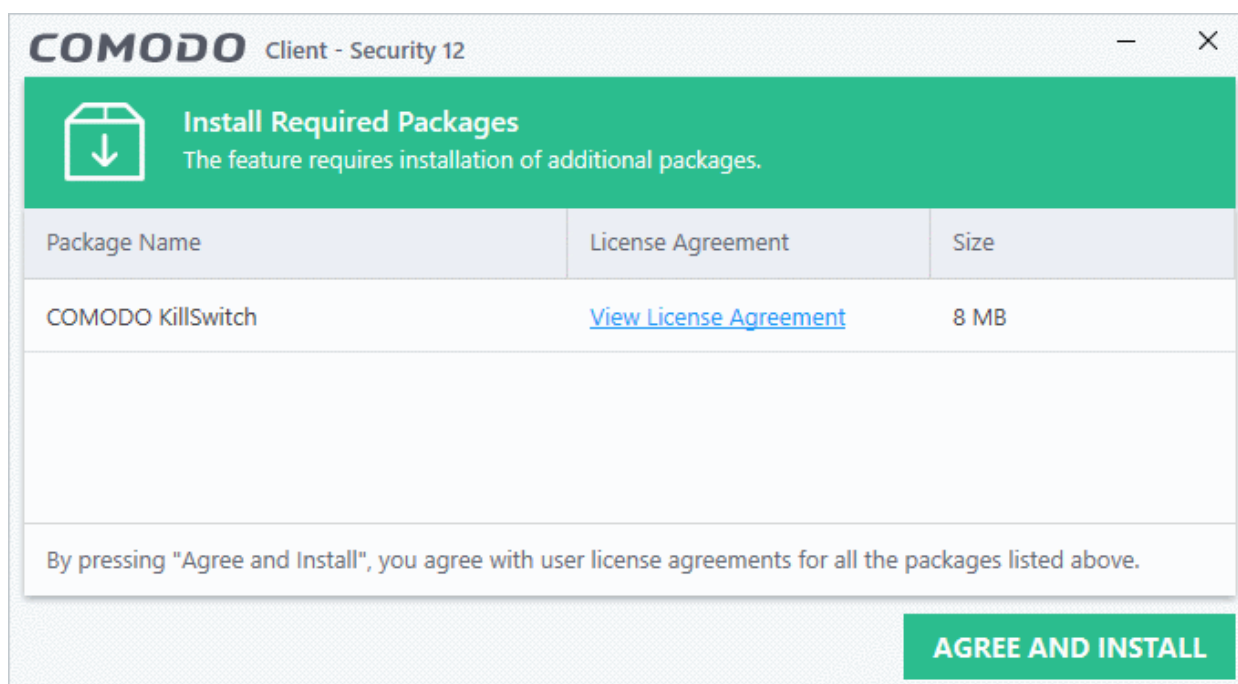 COMODO Client - Security 12
Install Required Packages
The feature requires installation of additional packages.
Package Name License Agreement Size
COMODO KillSwitch View License Agreement 8 MB
By pressing "Agree and Install", you agree with user license agreements for all the packages listed above.
AGREE AND INSTALL